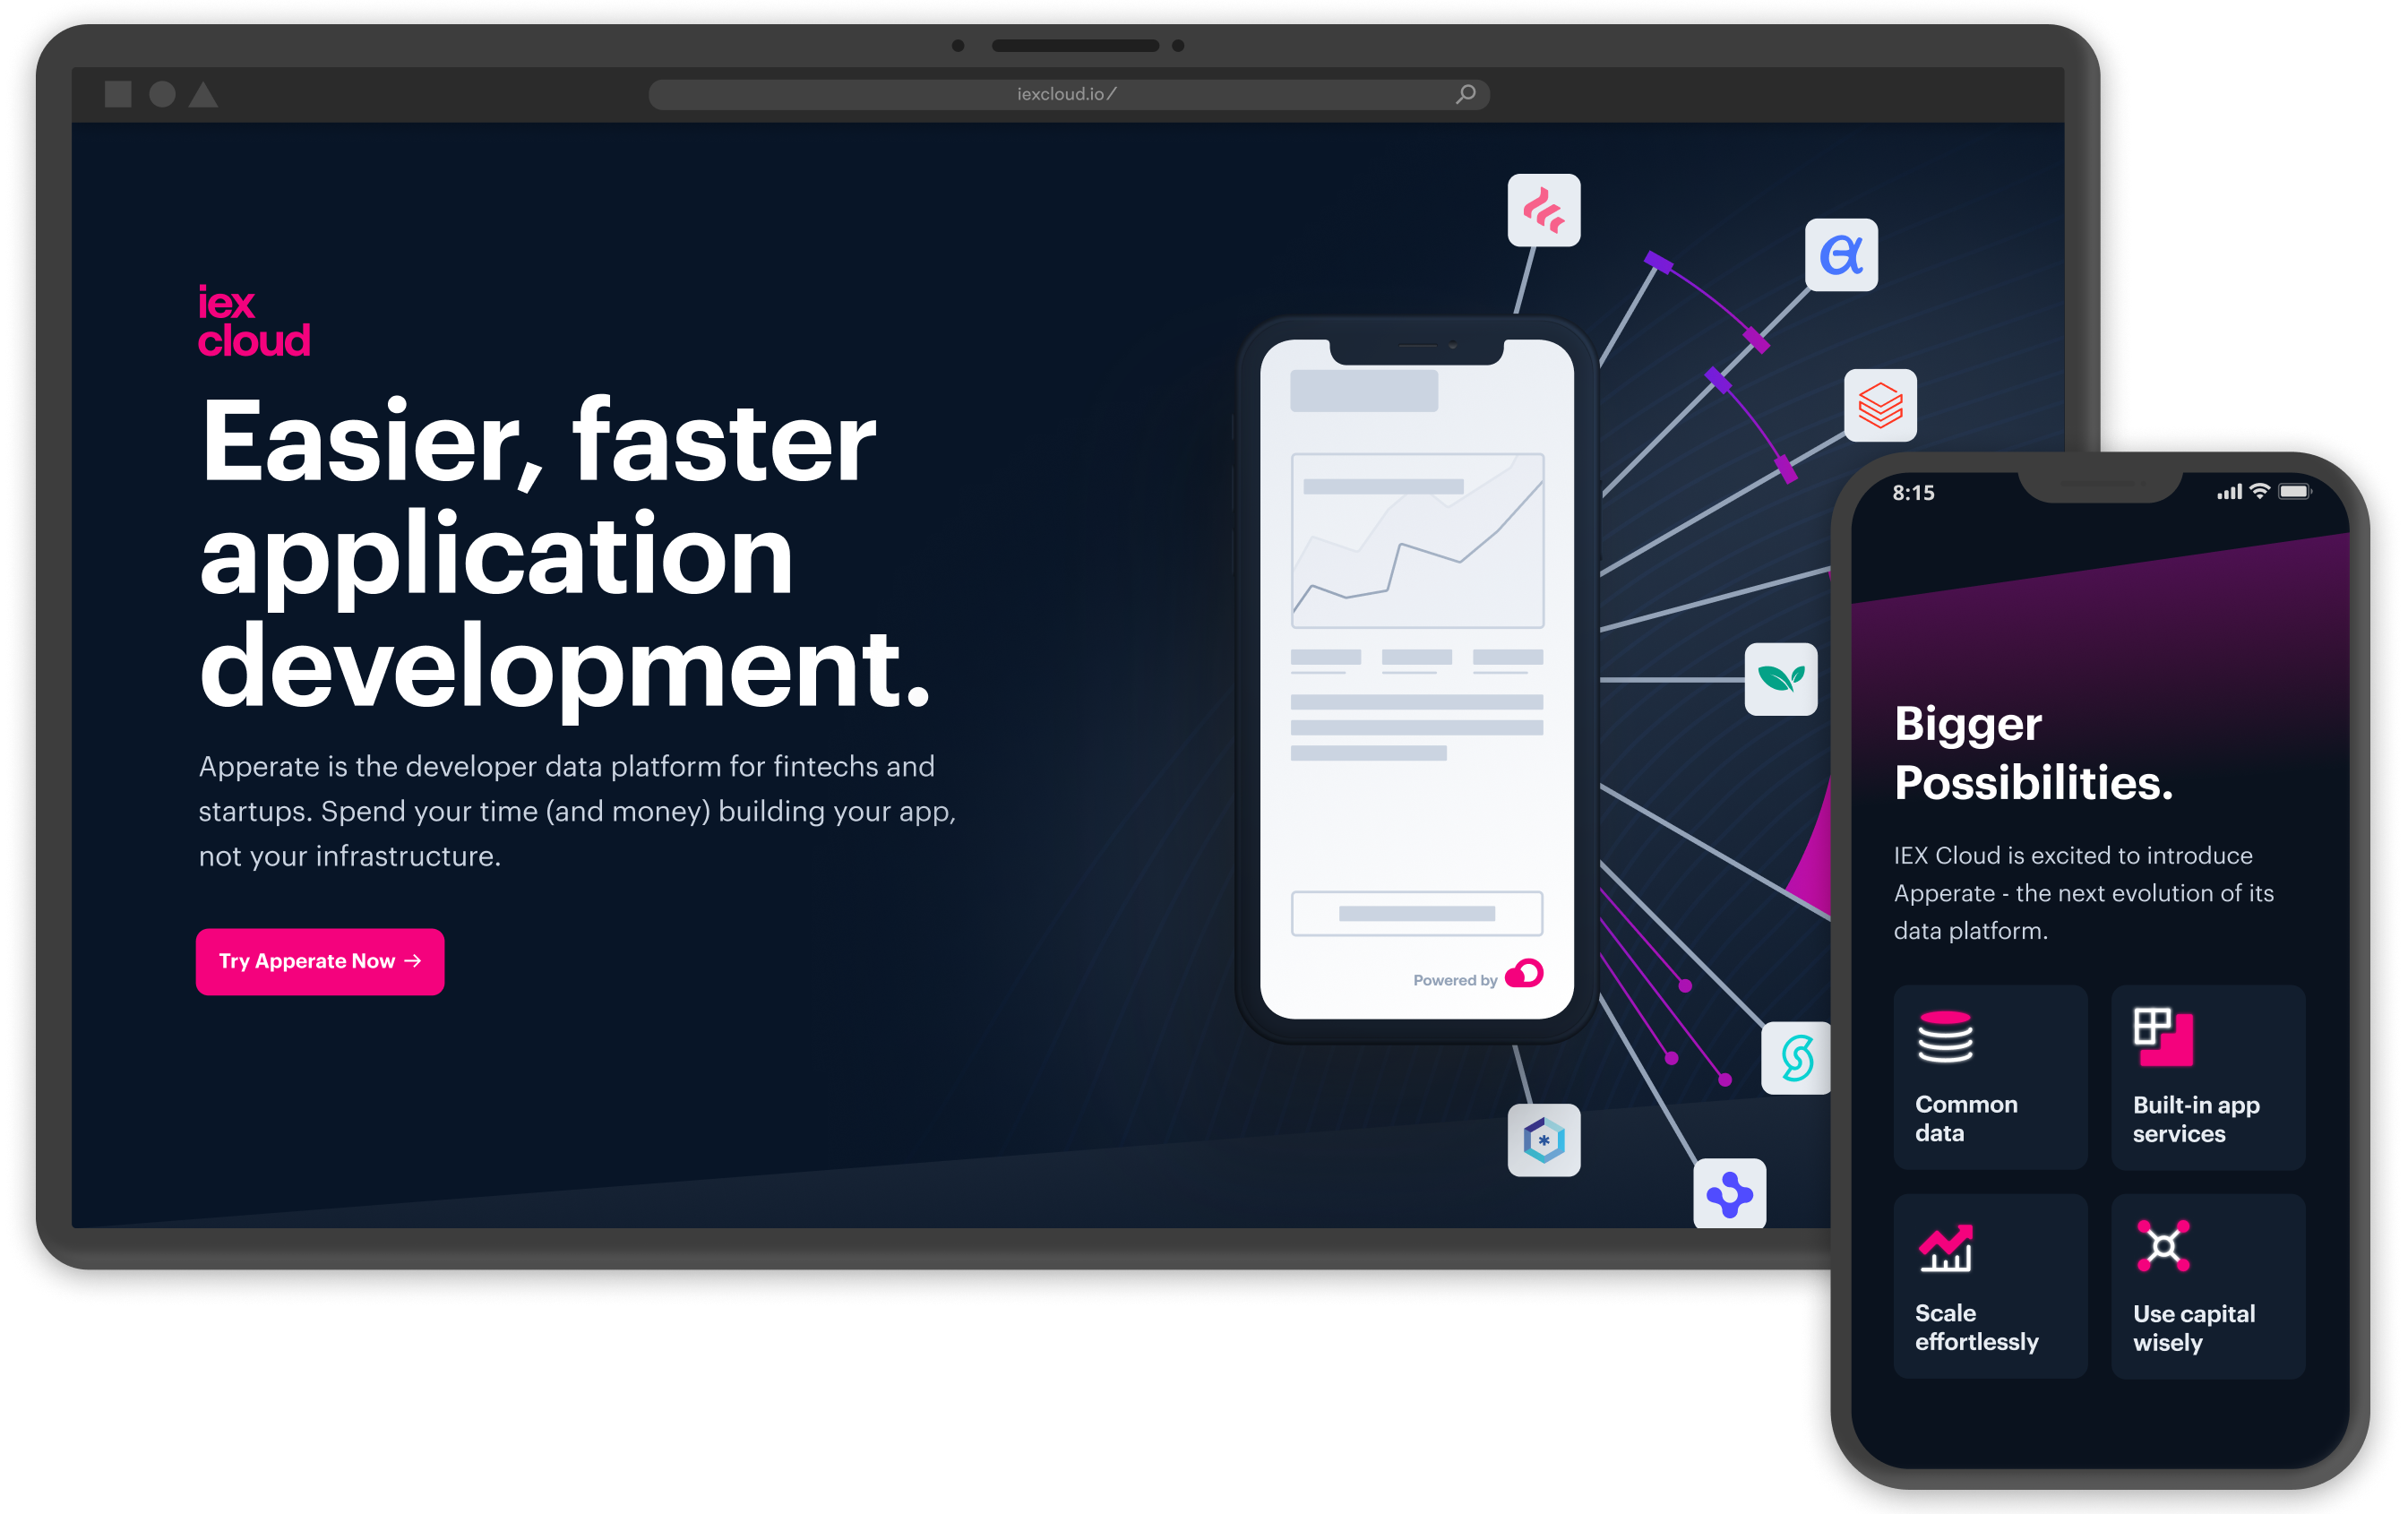 iexcloud.io/
iex
cloud
Easier, faster
application
development.
Apperate is the developer data platform for fintechs and
startups. Spend your time (and money) building your app,
not your infrastructure.
Try Apperate Now →
Powered by
8:15
Bigger
Possibilities.
IEX Cloud is excited to introduce
Apperate - the next evolution of its
data platform.
Common
data
Built-in app
services
Scale
effortlessly
Use capital
wisely